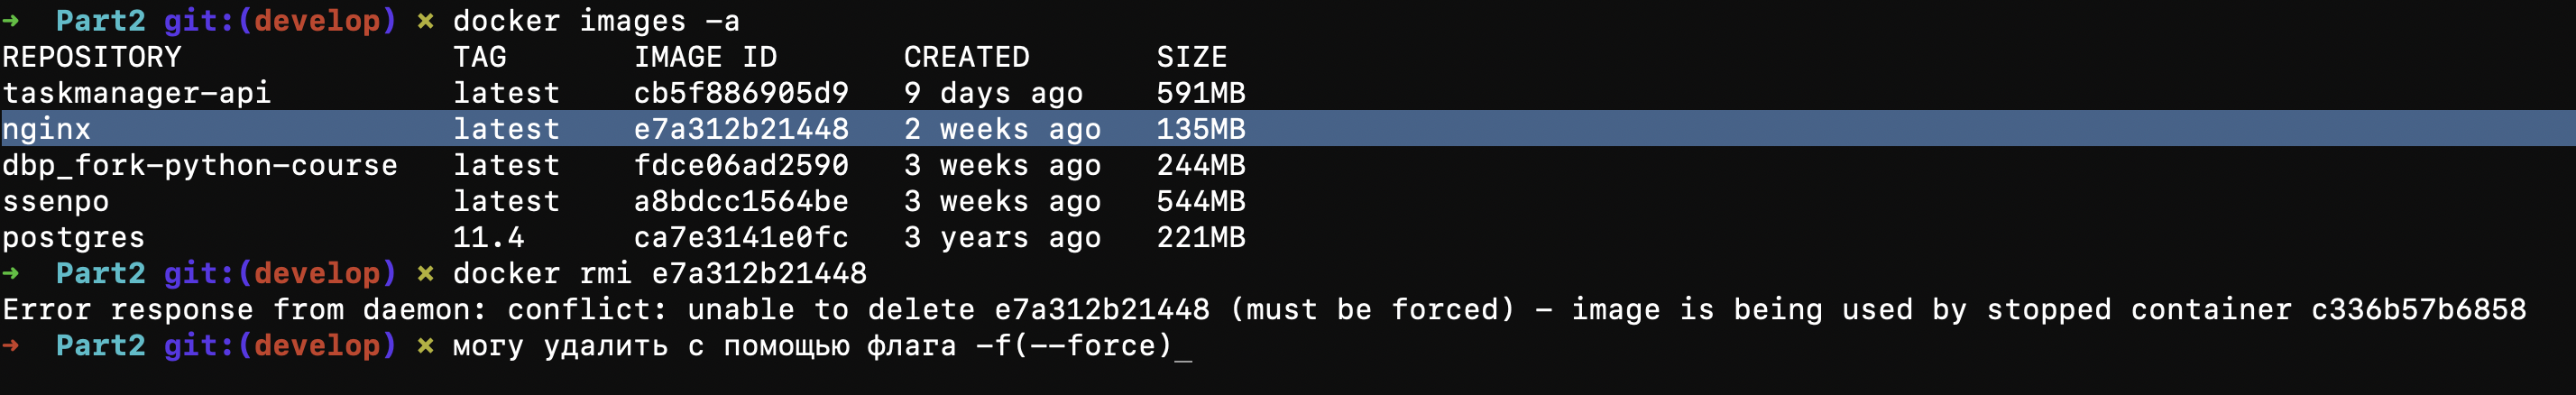 ➜ Part2 git:(develop) ✗ docker images -a
REPOSITORY TAG IMAGE ID CREATED SIZE
taskmanager-api latest cb5f886905d9 9 days ago 591MB
nginx latest e7a312b21448 2 weeks ago 135MB
dbp_fork-python-course latest fdce06ad2590 3 weeks ago 244MB
ssenpo latest a8bdcc1564be 3 weeks ago 544MB
postgres 11.4 ca7e3141e0fc 3 years ago 221MB
➜ Part2 git:(develop) ✗ docker rmi e7a312b21448
Error response from daemon: conflict: unable to delete e7a312b21448 (must be forced) - image is being used by stopped container c336b57b6858
➜ Part2 git:(develop) ✗ могу удалить с помощью флага -f(--force)_